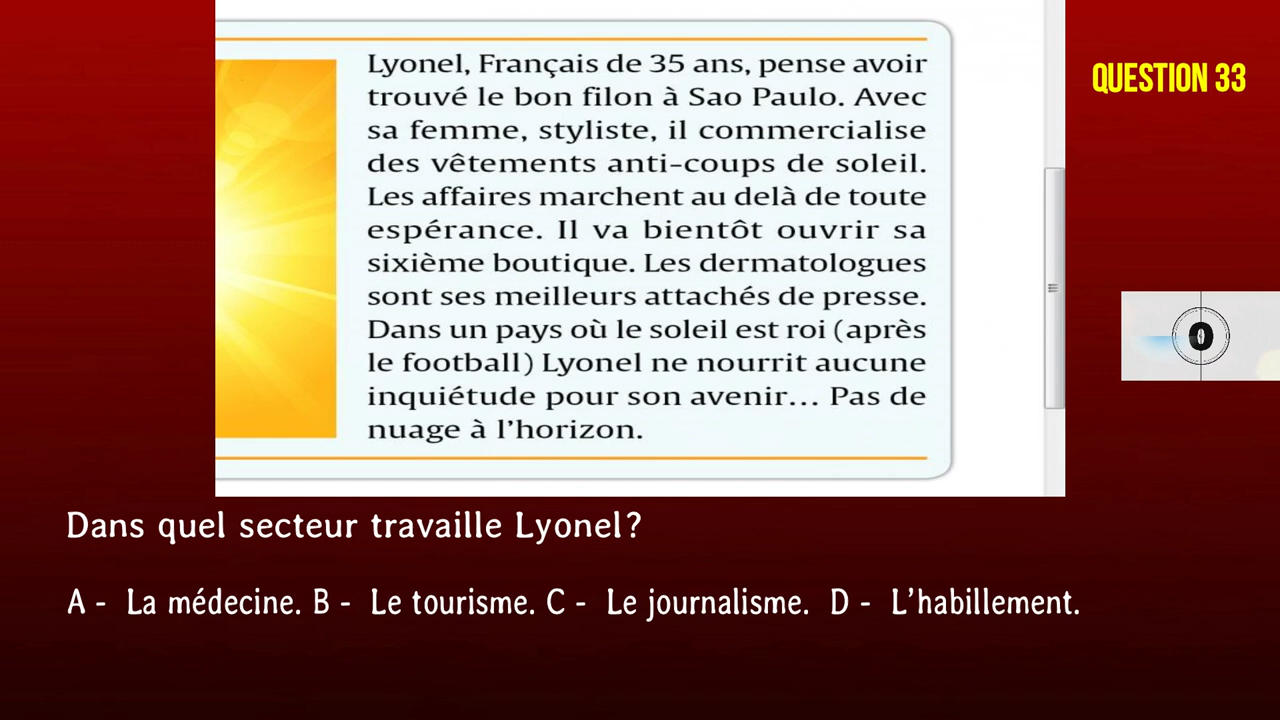 QUESTION 33
Lyonel, Français de 35 ans, pense avoir
trouvé le bon filon à Sao Paulo. Avec
sa femme, styliste, il commercialise
des vêtements anti-coups de soleil.
Les affaires marchent au delà de toute
espérance. Il va bientôt ouvrir sa
sixième boutique. Les dermatologues
sont ses meilleurs attachés de presse.
Dans un pays où le soleil est roi (après
le football) Lyonel ne nourrit aucune
inquiétude pour son avenir... Pas de
nuage à l'horizon.
0
Dans quel secteur travaille Lyonel?
A - La médecine. B - Le tourisme. C - Le journalisme. D - L'habillement.